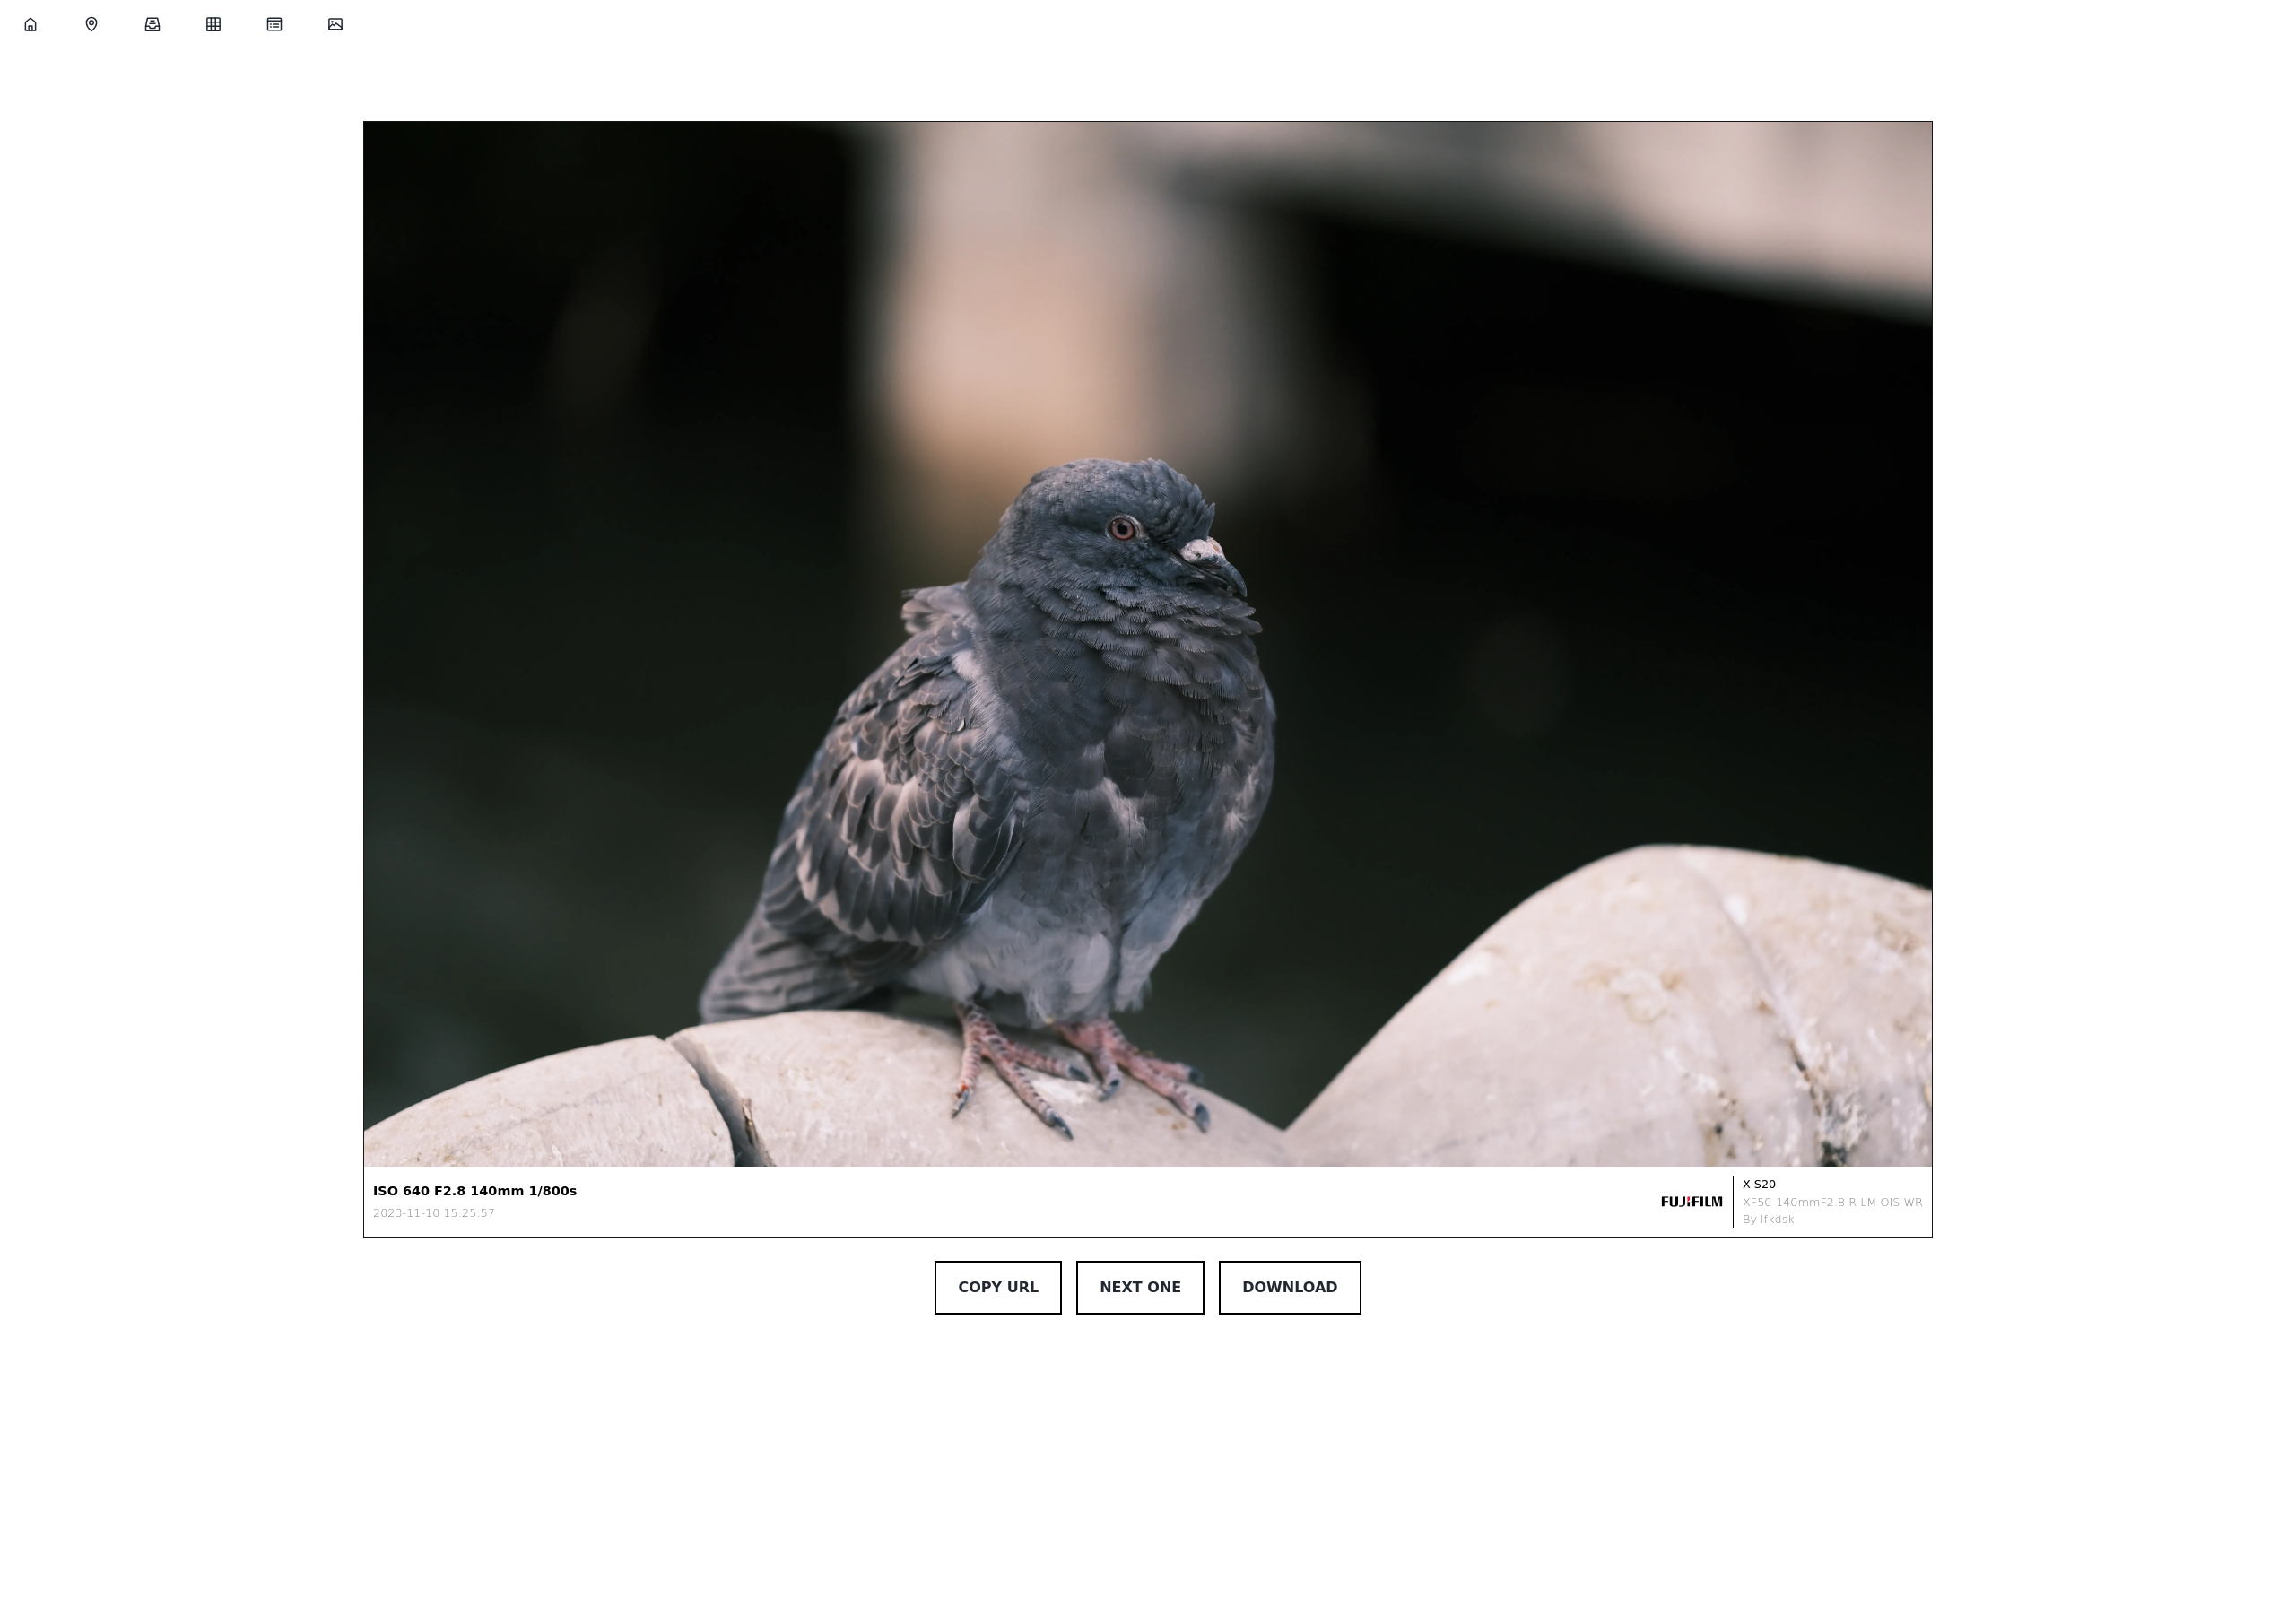 ISO 640 F2.8 140mm 1/800s
2023-11-10 15:25:57
FUJIFILM
X-S20
XF50-140mmF2.8 R LM OIS WR
By lfkdsk
COPY URL
NEXT ONE
DOWNLOAD